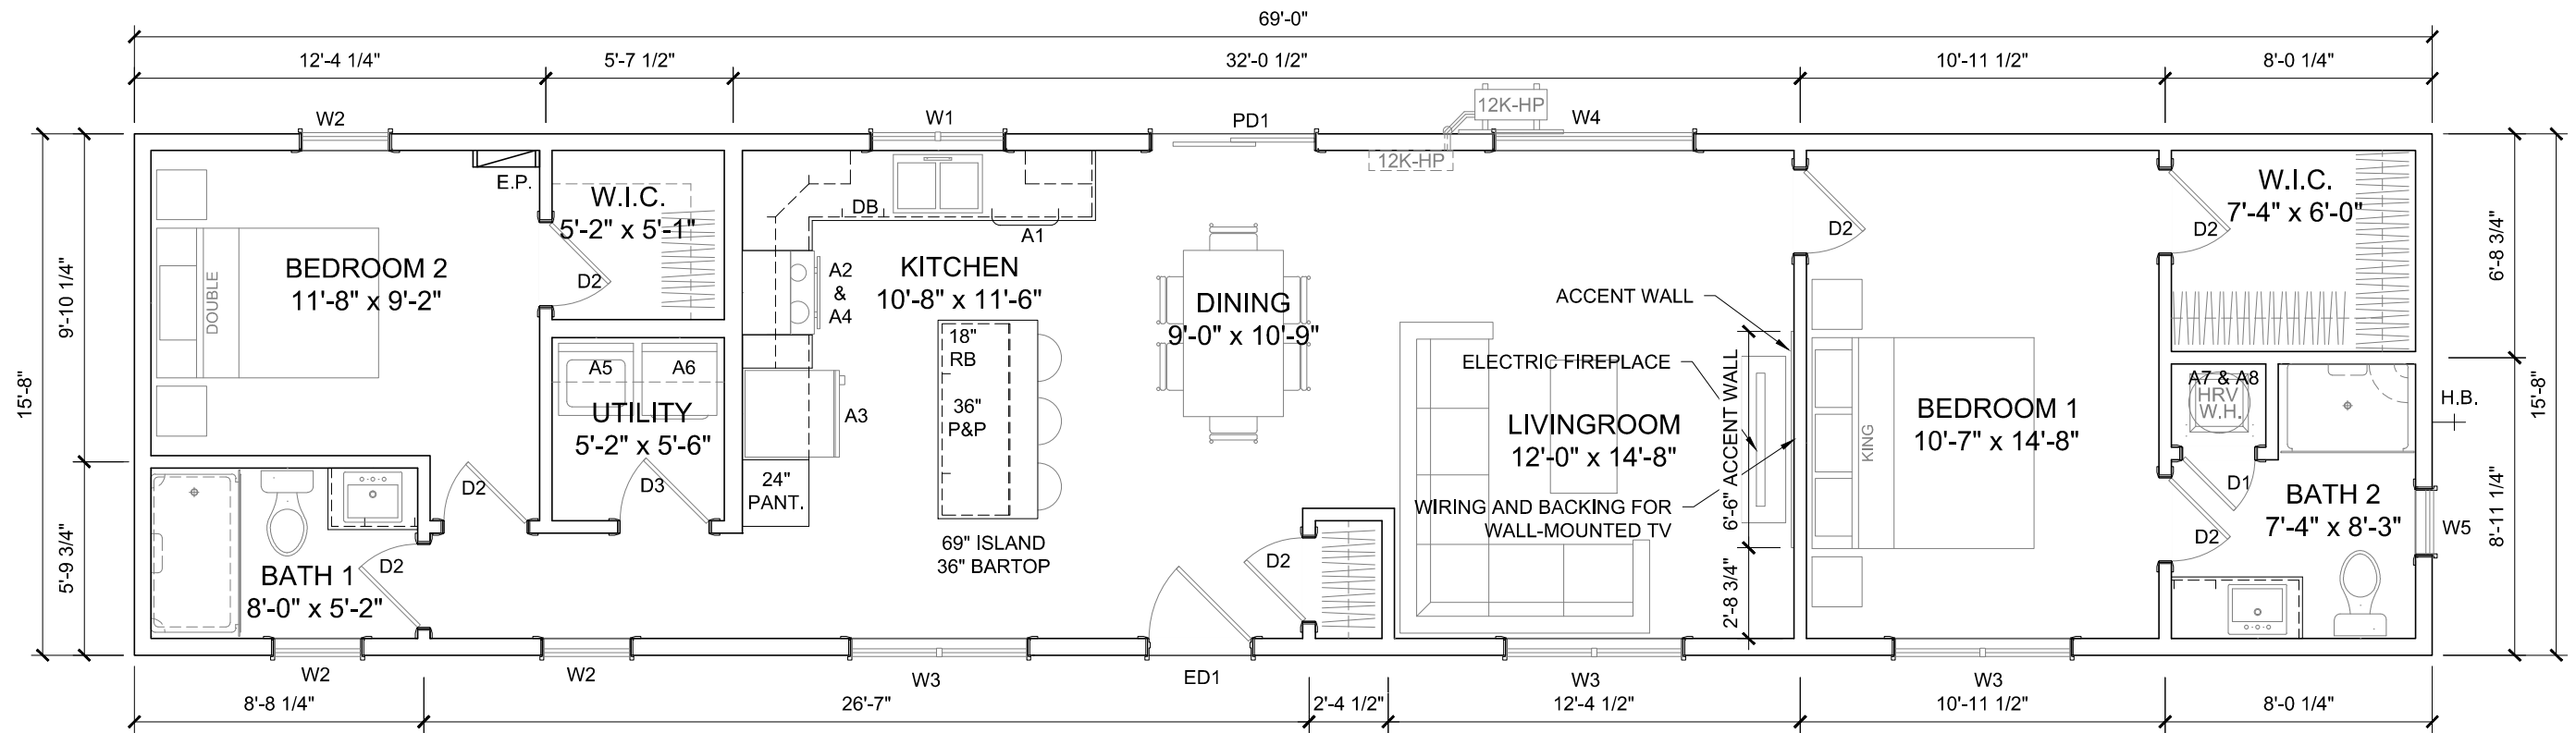 69'-0"
12'-4 1/4"
5'-7 1/2"
32'-0 1/2"
10'-11 1/2"
8'-0 1/4"
W2
W1
PD1
12K-HP
W4
12K-HP
E.P.
W.I.C.
5'-2" x 5'-1"
DB
A1
W.I.C.
7'-4" x 6'-0"
D2
D2
D2
15'-8"
9'-10 1/4"
5'-9 3/4"
BEDROOM 2
11'-8" x 9'-2"
DOUBLE
A2
&
A4
KITCHEN
10'-8" x 11'-6"
DINING
9'-0" x 10'-9"
ACCENT WALL
ELECTRIC FIREPLACE
6'-6" ACCENT WALL
2'-8 3/4"
18"
RB
36"
P&P
A5
A6
UTILITY
5'-2" x 5'-6"
A3
24"
PANT.
D2
D3
LIVINGROOM
12'-0" x 14'-8"
WIRING AND BACKING FOR
WALL-MOUNTED TV
KING
BEDROOM 1
10'-7" x 14'-8"
A7 & A8
HRV
W.H.
H.B.
6'-8 3/4"
8'-11 1/4"
15'-8"
D1
BATH 2
7'-4" x 8'-3"
D2
W5
69" ISLAND
36" BARTOP
D2
BATH 1
8'-0" x 5'-2"
D2
W2
W2
W3
ED1
W3
W3
8'-8 1/4"
26'-7"
2'-4 1/2"
12'-4 1/2"
10'-11 1/2"
8'-0 1/4"